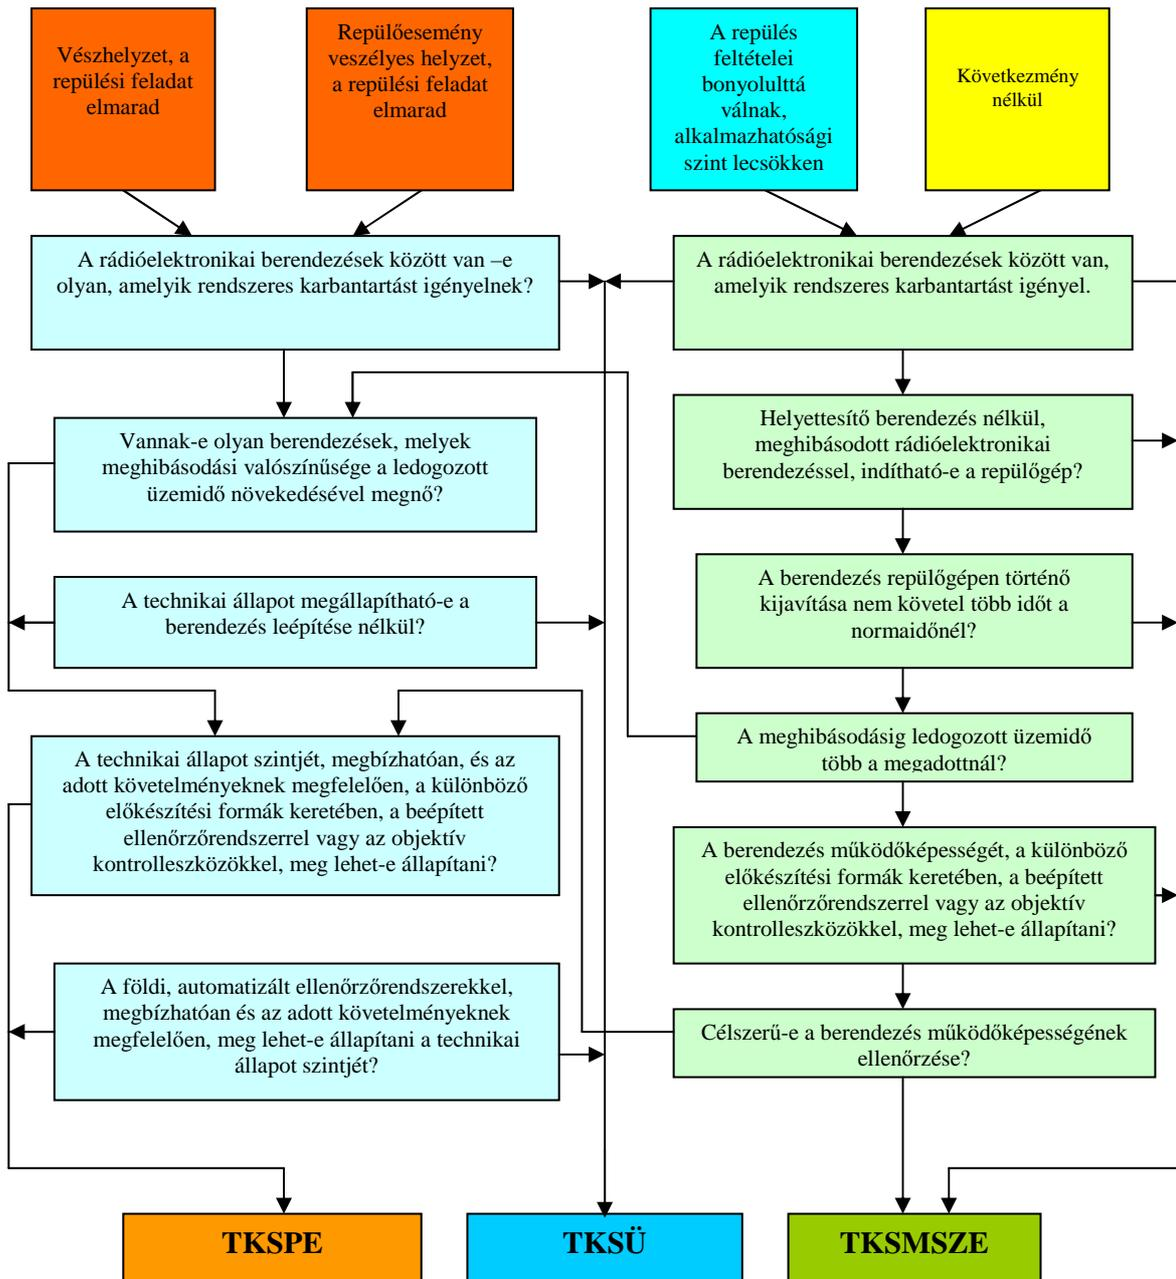 Vészhelyzet, a
repülési feladat
elmarad
Repülőesemény
veszélyes helyzet,
a repülési feladat
elmarad
A repülés
feltételei
bonyolulttá
válnak,
alkalmazhatósági
szint lecsökken
Következmény
nélkül
A rádióelektronikai berendezések között van –e
olyan, amelyik rendszeres karbantartást igényelnek?
A rádióelektronikai berendezések között van,
amelyik rendszeres karbantartást igényel.
Vannak-e olyan berendezések, melyek
meghibásodási valószínűsége a ledogozott
üzemidő növekedésével megnő?
Helyettesítő berendezés nélkül,
meghibásodott rádióelektronikai
berendezéssel, indítható-e a repülőgép?
A technikai állapot megállapítható-e a
berendezés leépítése nélkül?
A berendezés repülőgépen történő
kijavítása nem követel több időt a
normaidőnél?
A technikai állapot szintjét, megbízhatóan, és az
adott követelményeknek megfelelően, a különböző
előkészítési formák keretében, a beépített
ellenőrzőrendszerrel vagy az objektív
kontrolleszközökkel, meg lehet-e állapítani?
A meghibásodásig ledogozott üzemidő
több a megadottnál?
A berendezés működőképességét, a különböző
előkészítési formák keretében, a beépített
ellenőrzőrendszerrel vagy az objektív
kontrolleszközökkel, meg lehet-e állapítani?
A földi, automatizált ellenőrzőrendszerekkel,
megbízhatóan és az adott követelményeknek
megfelelően, meg lehet-e állapítani a technikai
állapot szintjét?
Célszerű-e a berendezés működőképességének
ellenőrzése?
TKSPE
TKSÜ
TKSMSZE